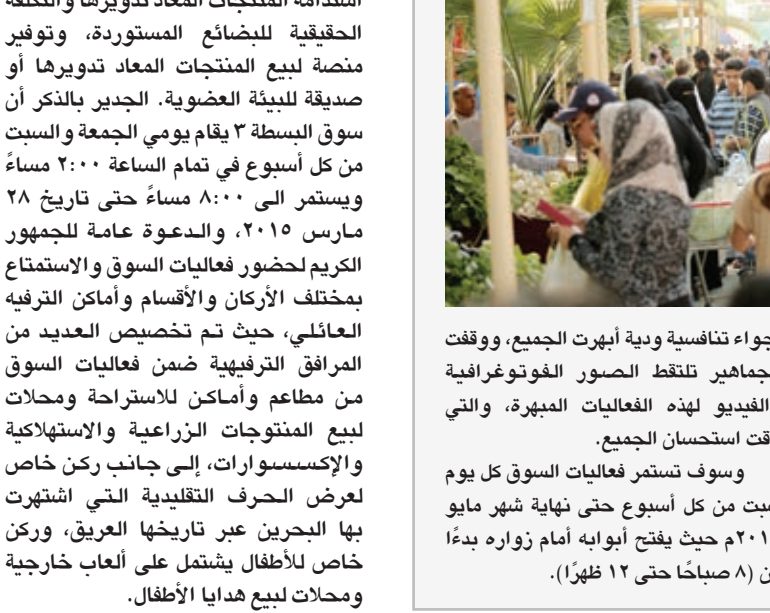 جواء تنافسية ودية أبهرت الجميع، ووقفت
جماهير تلتقط الصور الفوتوغرافية
الفيديو لهذه الفعاليات المبهرة، والتي
قت استحسان الجميع.
وسوف تستمر فعاليات السوق كل يوم
سبت من كل أسبوع حتى نهاية شهر مايو
٢٠١م حيث يفتح أبوابه أمام زواره بدءًا
ن (٨ صباحًا حتى ١٢ ظهرًا).
استدامة المنتجات المعاد تدويرها والتكلفة
الحقيقية للبضائع المستوردة، وتوفير
منصة لبيع المنتجات المعاد تدويرها أو
صديقة للبيئة العضوية. الجدير بالذكر أن
سوق البسطة ٣ يقام يومي الجمعة والسبت
من كل أسبوع في تمام الساعة ٢:٠٠ مساءً
ويستمر الى ٨:٠٠ مساءً حتى تاريخ ٢٨
مارس ٢٠١٥، والدعوة عامة للجمهور
الكريم لحضور فعاليات السوق والاستمتاع
بمختلف الأركان والأقسام وأماكن الترفيه
العائلي، حيث تم تخصيص العديد من
المرافق الترفيهية ضمن فعاليات السوق
من مطاعم وأماكن للاستراحة ومحلات
لبيع المنتوجات الزراعية والاستهلاكية
والإكسسوارات، إلى جانب ركن خاص
لعرض الحرف التقليدية التي اشتهرت
بها البحرين عبر تاريخها العريق، وركن
خاص للأطفال يشتمل على ألعاب خارجية
ومحلات لبيع هدايا الأطفال.